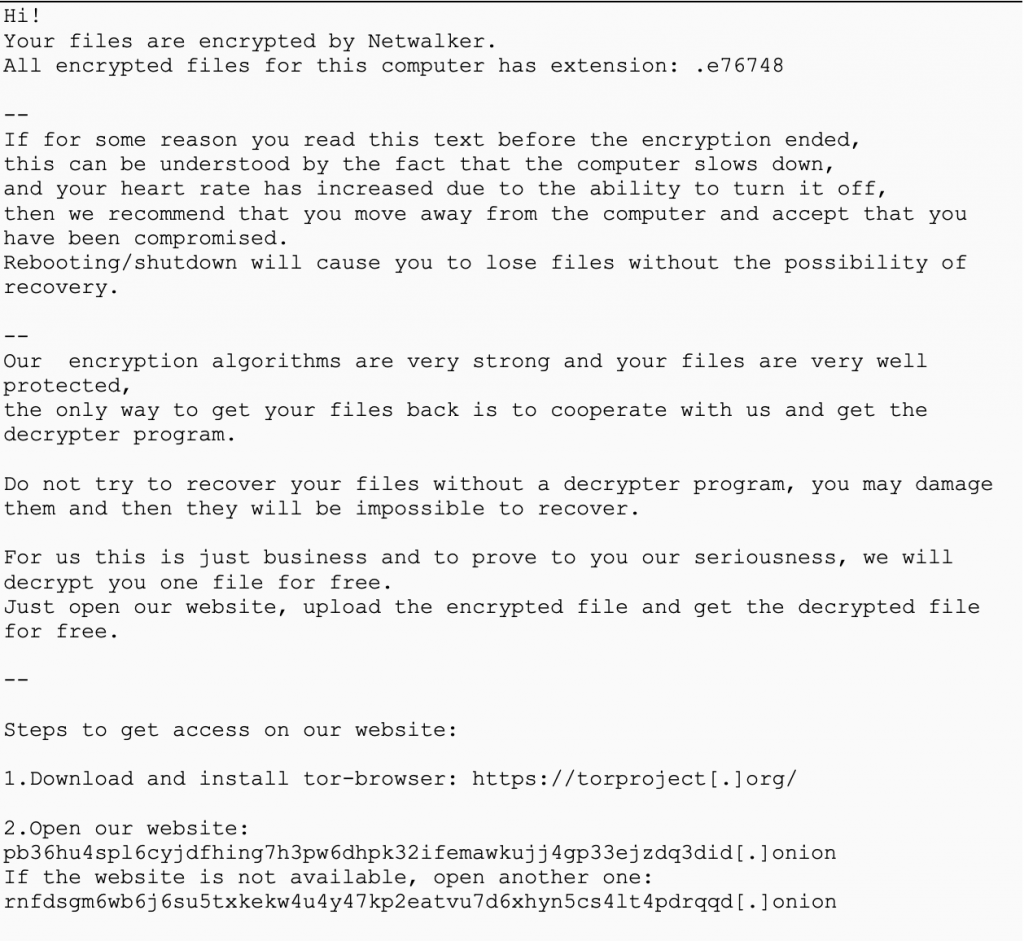 Hi!
Your files are encrypted by Netwalker.
All encrypted files for this computer has extension: .e76748
--
If for some reason you read this text before the encryption ended,
this can be understood by the fact that the computer slows down,
and your heart rate has increased due to the ability to turn it off,
then we recommend that you move away from the computer and accept that you
have been compromised.
Rebooting/shutdown will cause you to lose files without the possibility of
recovery.
--
Our  encryption algorithms are very strong and your files are very well
protected,
the only way to get your files back is to cooperate with us and get the
decrypter program.
Do not try to recover your files without a decrypter program, you may damage
them and then they will be impossible to recover.
For us this is just business and to prove to you our seriousness, we will
decrypt you one file for free.
Just open our website, upload the encrypted file and get the decrypted file
for free.
--
Steps to get access on our website:
1.Download and install tor-browser: https://torproject[.]org/
2.Open our website:
pb36hu4spl6cyjdfhing7h3pw6dhpk32ifemawkujj4gp33ejzdq3did[.]onion
If the website is not available, open another one:
rnfdsgm6wb6j6su5txkekw4u4y47kp2eatvu7d6xhyn5cs4lt4pdrqqd[.]onion